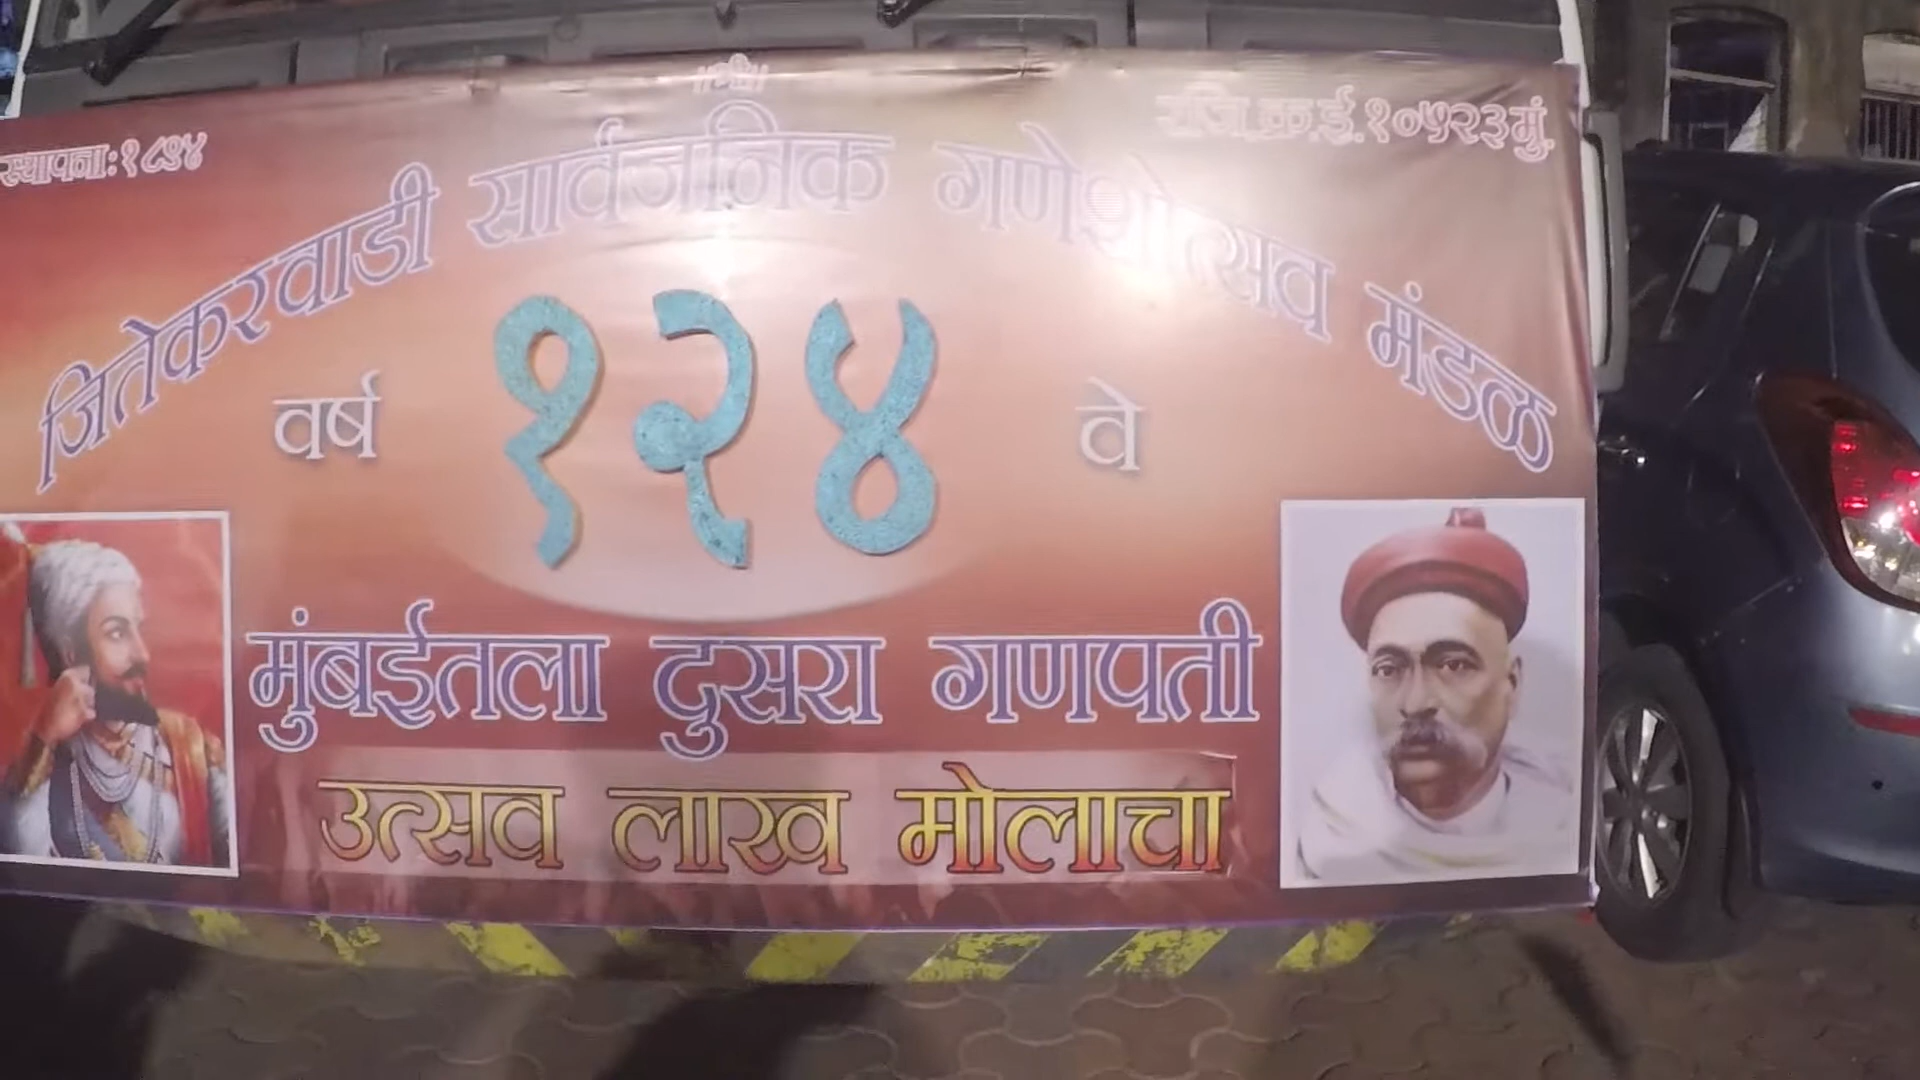 ॥श्री॥
स्थापना:१८९४
रजि.क्र.ई.१०५२३मुं.
जितेकरवाडी सार्वजनिक गणेशोत्सव मंडळ
वर्ष १२४ वे
मुंबईतला दुसरा गणपती
उत्सव लाख मोलाचा